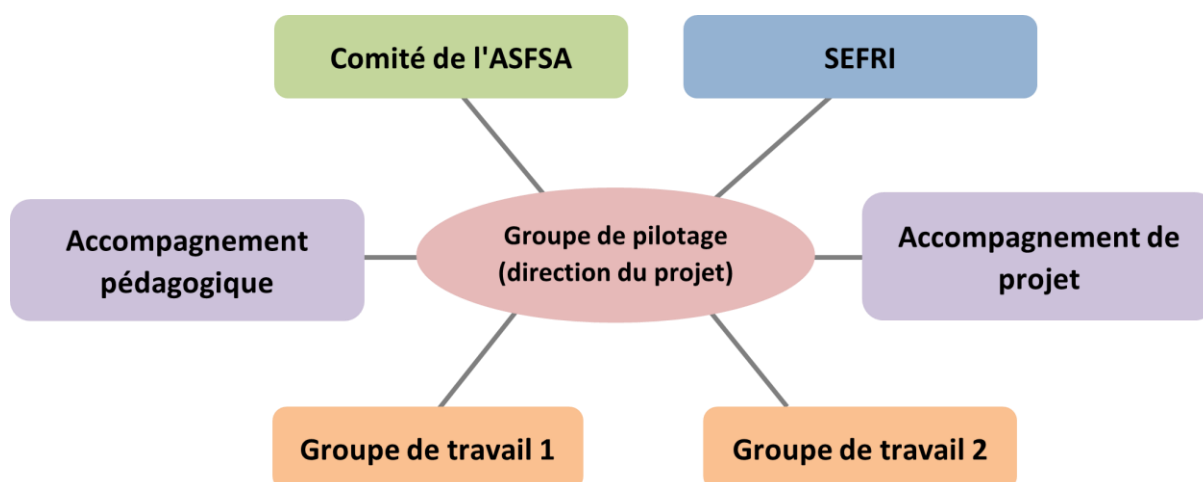 Comité de l'ASFSA
SEFRI
Accompagnement
pédagogique
Groupe de pilotage
(direction du projet)
Accompagnement de
projet
Groupe de travail 1
Groupe de travail 2